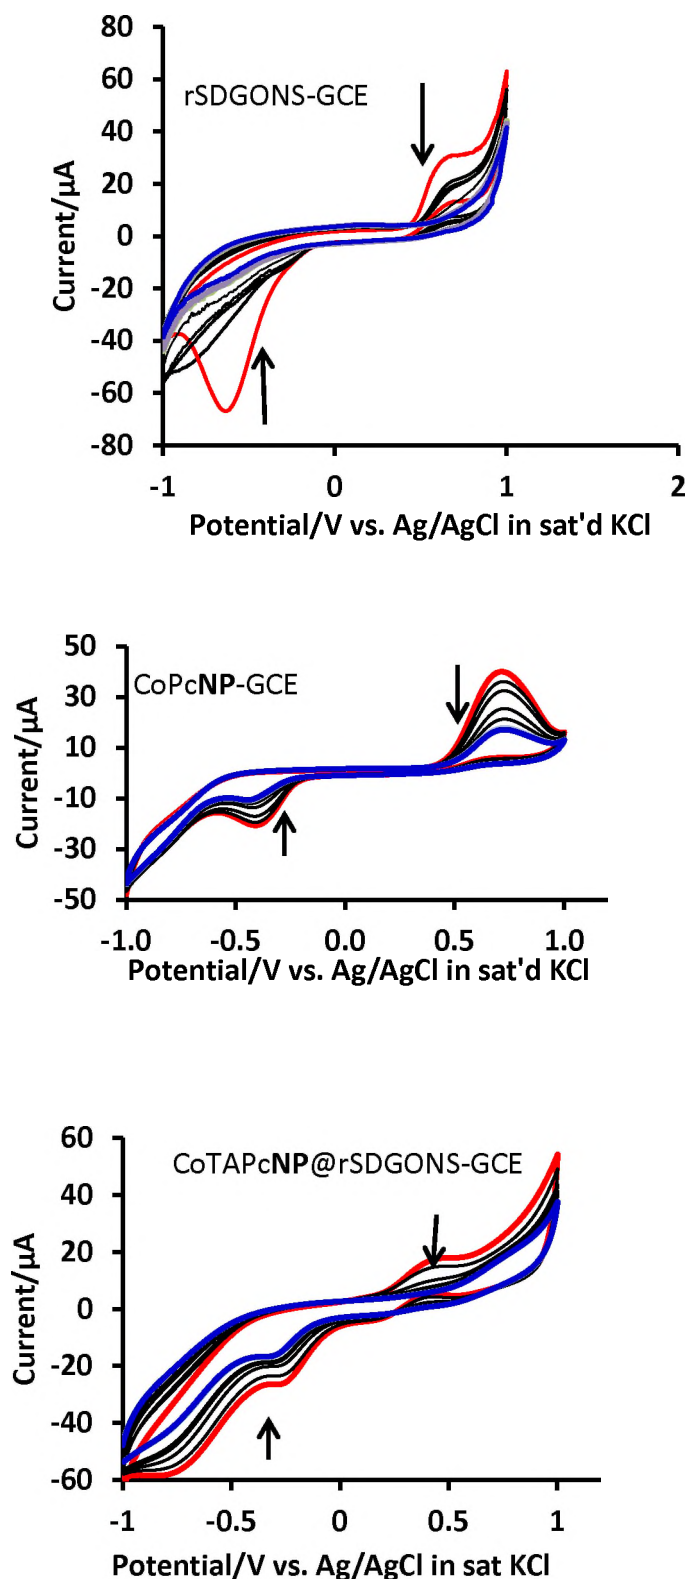 80
rSDGONS-GCE
60
40
20
0
-20
-40
-60
-80
Current/µA
-1 0 1 2
Potential/V vs. Ag/AgCl in sat'd KCl
50
CoPcNP-GCE
30
10
-10
-30
-50
Current/µA
-1.0 -0.5 0.0 0.5 1.0
Potential/V vs. Ag/AgCl in sat'd KCl
60
CoTAPcNP@rSDGONS-GCE
40
20
0
-20
-40
-60
Current/µA
-1 -0.5 0 0.5 1
Potential/V vs. Ag/AgCl in sat KCl